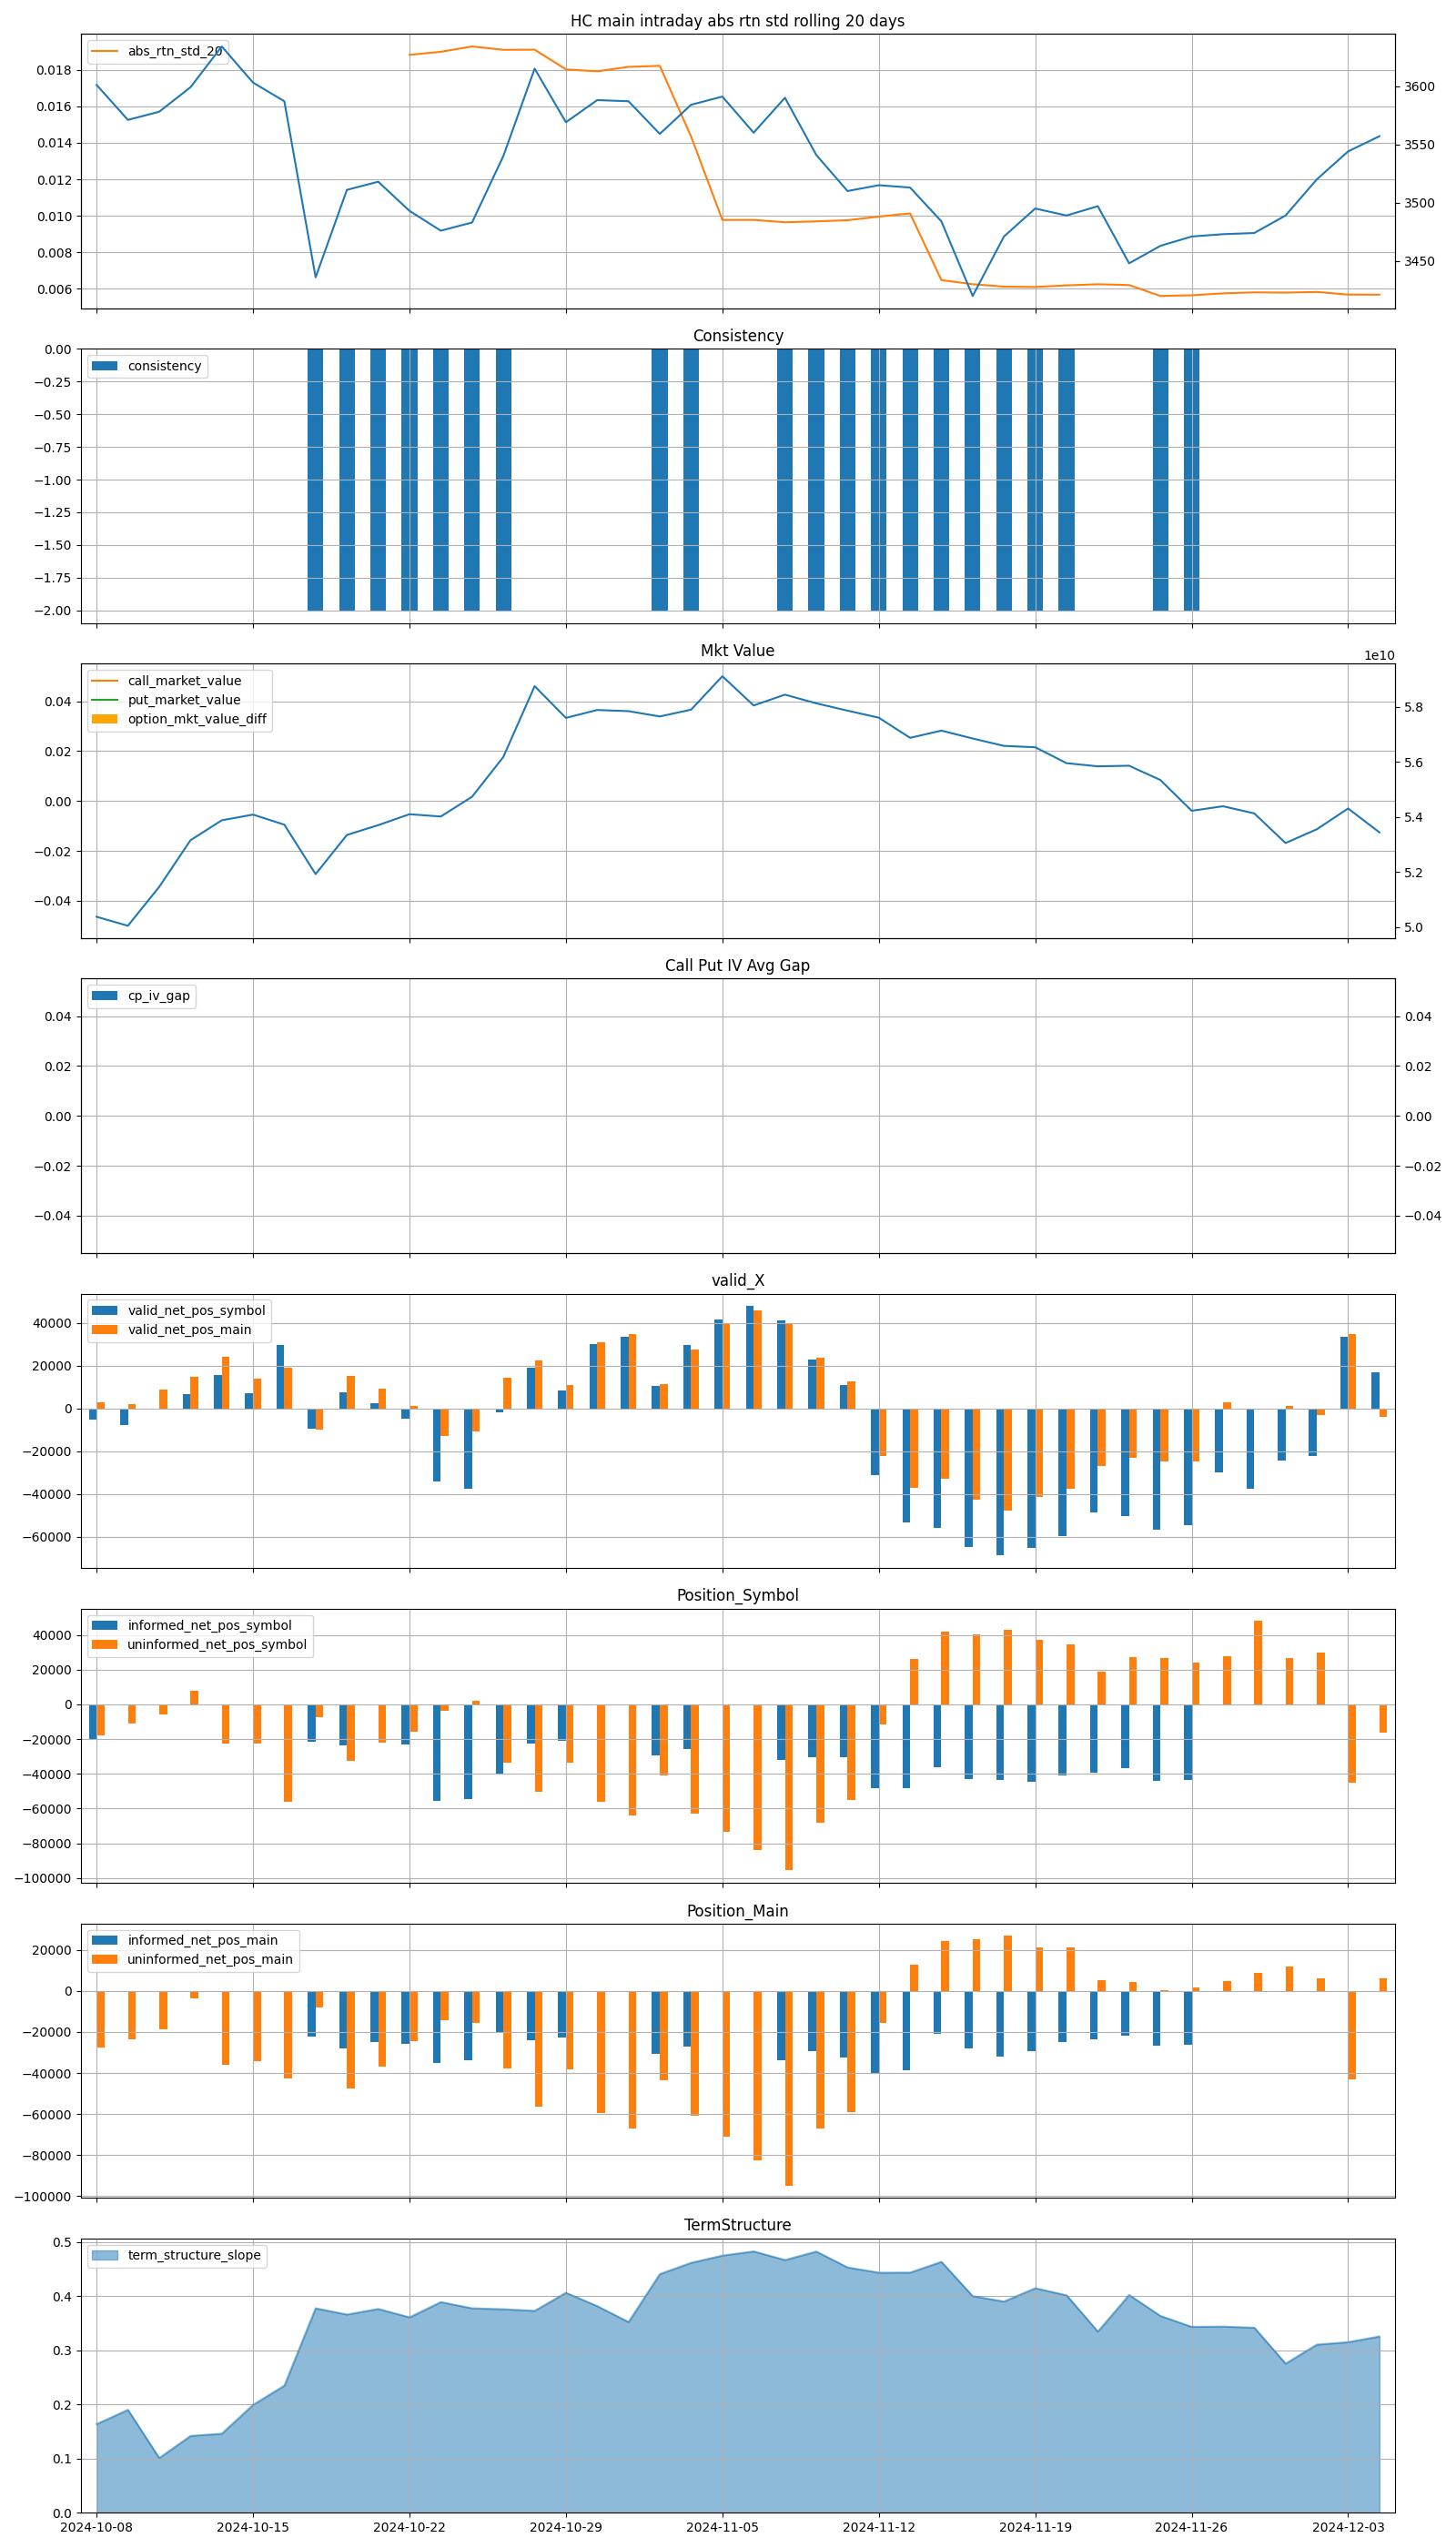 HC main intraday abs rtn std rolling 20 days
abs_rtn_std_20
0.018
0.016
0.014
0.012
0.010
0.008
0.006
3600
3550
3500
3450
Consistency
consistency
0.00
−0.25
−0.50
−0.75
−1.00
−1.25
−1.50
−1.75
−2.00
Mkt Value
1e10
call_market_value
put_market_value
option_mkt_value_diff
0.04
0.02
0.00
−0.02
−0.04
5.8
5.6
5.4
5.2
5.0
Call Put IV Avg Gap
cp_iv_gap
0.04
0.02
0.00
−0.02
−0.04
0.04
0.02
0.00
−0.02
−0.04
valid_X
valid_net_pos_symbol
valid_net_pos_main
40000
20000
0
−20000
−40000
−60000
Position_Symbol
informed_net_pos_symbol
uninformed_net_pos_symbol
40000
20000
0
−20000
−40000
−60000
−80000
−100000
Position_Main
informed_net_pos_main
uninformed_net_pos_main
20000
0
−20000
−40000
−60000
−80000
−100000
TermStructure
term_structure_slope
0.5
0.4
0.3
0.2
0.1
0.0
2024-10-08 2024-10-15 2024-10-22 2024-10-29 2024-11-05 2024-11-12 2024-11-19 2024-11-26 2024-12-03